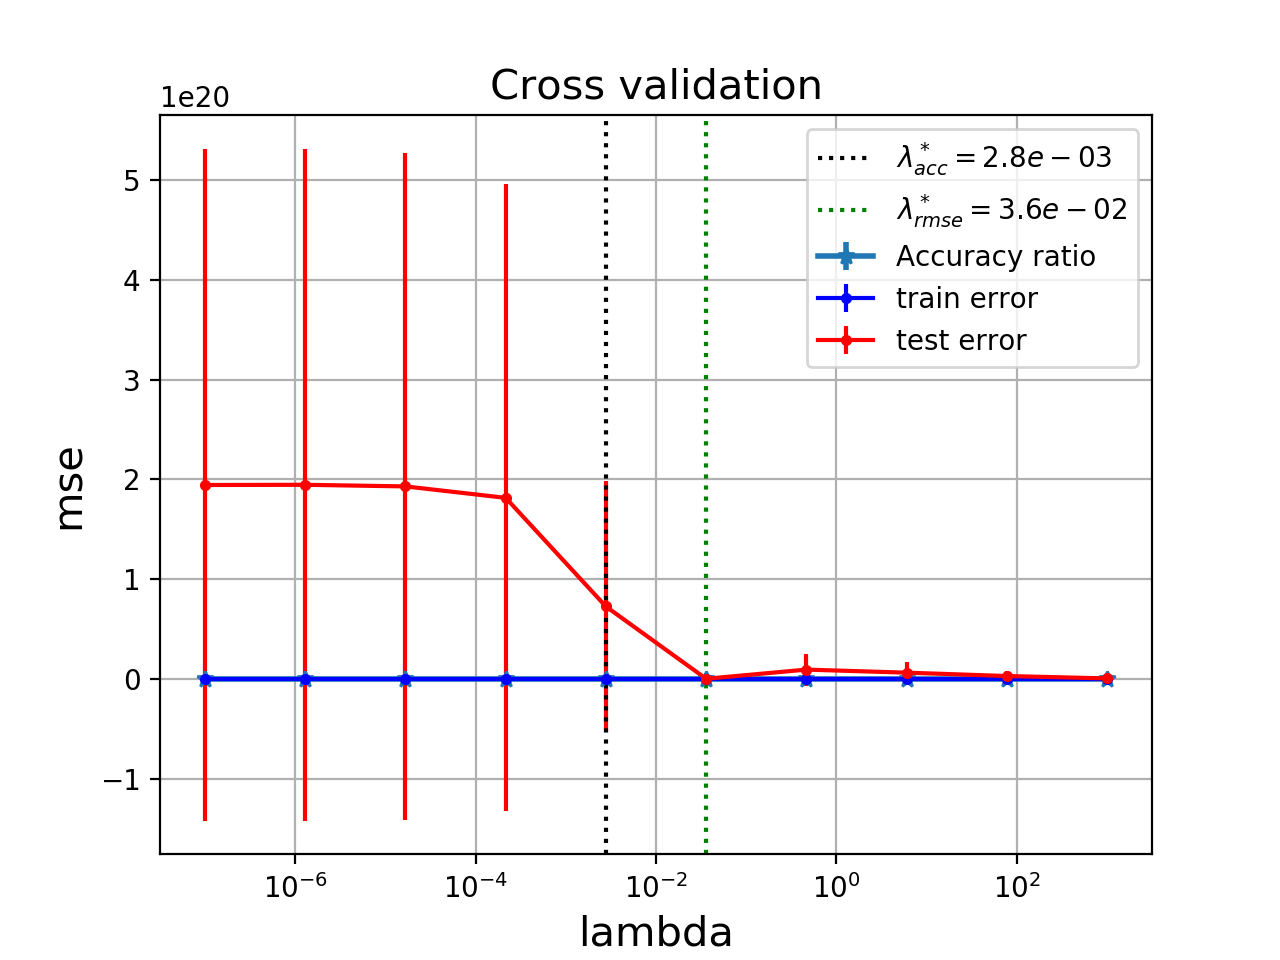 Cross validation
1e20
λ*acc = 2.8e − 03
λ*rmse = 3.6e − 02
Accuracy ratio
train error
test error
mse
5
4
3
2
1
0
−1
10⁻⁶ 10⁻⁴ 10⁻² 10⁰ 10²
lambda